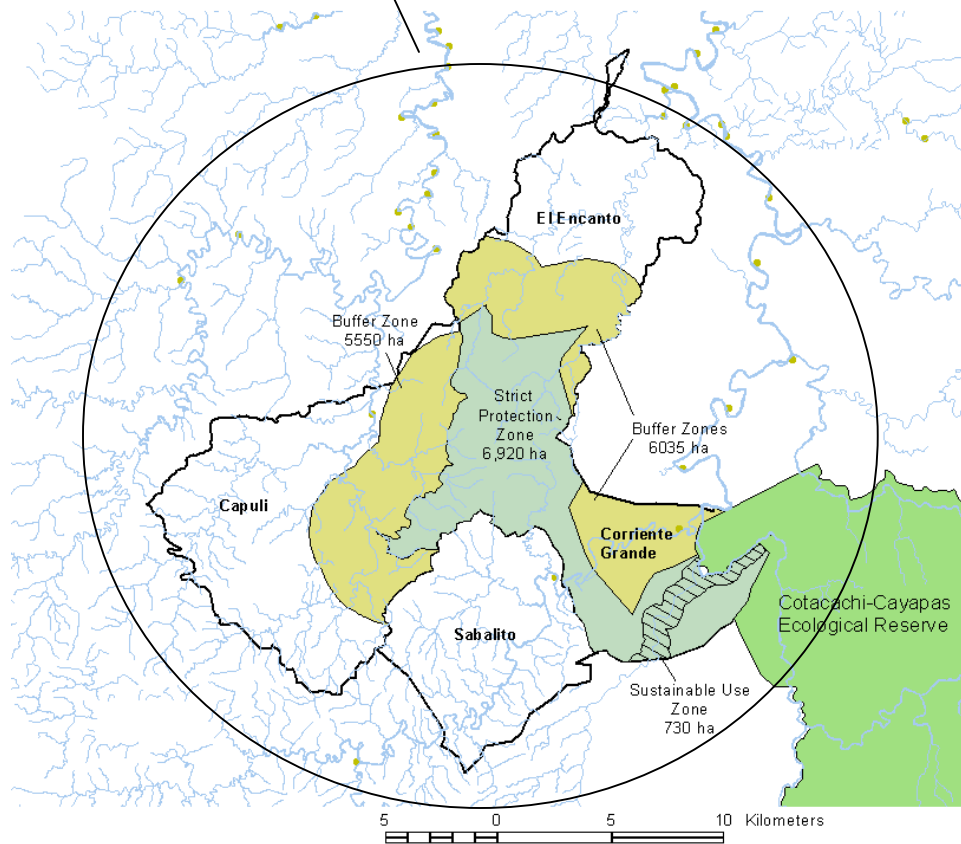 El Encanto
Buffer Zone
5550 ha
Strict
Protection
Zone
6,920 ha
Buffer Zones
6035 ha
Capuli
Corriente
Grande
Cotacachi-Cayapas
Ecological Reserve
Sabalito
Sustainable Use
Zone
730 ha
5 0 5 10 Kilometers